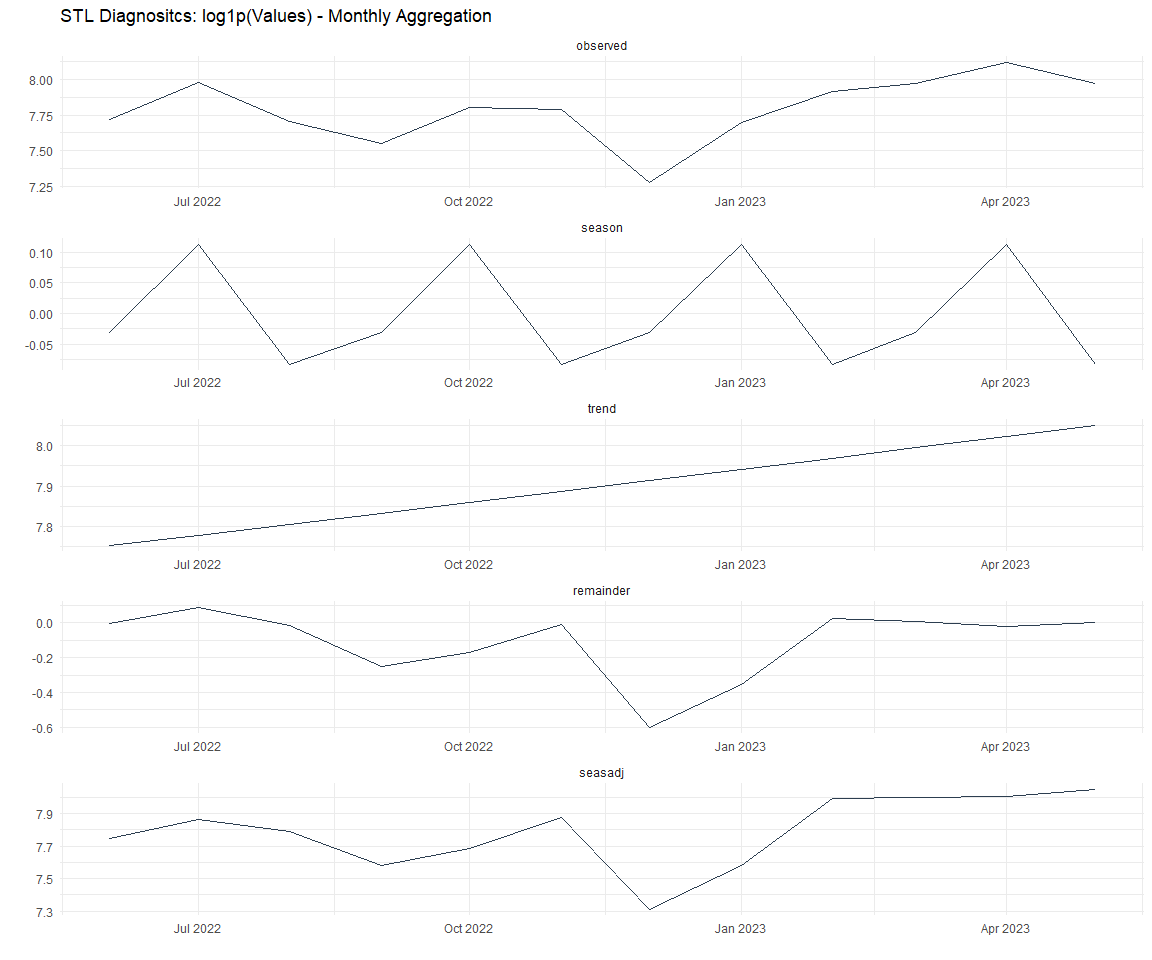 STL Diagnositcs: log1p(Values) - Monthly Aggregation
observed
8.00
7.75
7.50
7.25
Jul 2022 Oct 2022 Jan 2023 Apr 2023
season
0.10
0.05
0.00
-0.05
Jul 2022 Oct 2022 Jan 2023 Apr 2023
trend
8.0
7.9
7.8
Jul 2022 Oct 2022 Jan 2023 Apr 2023
remainder
0.0
-0.2
-0.4
-0.6
Jul 2022 Oct 2022 Jan 2023 Apr 2023
seasadj
7.9
7.7
7.5
7.3
Jul 2022 Oct 2022 Jan 2023 Apr 2023